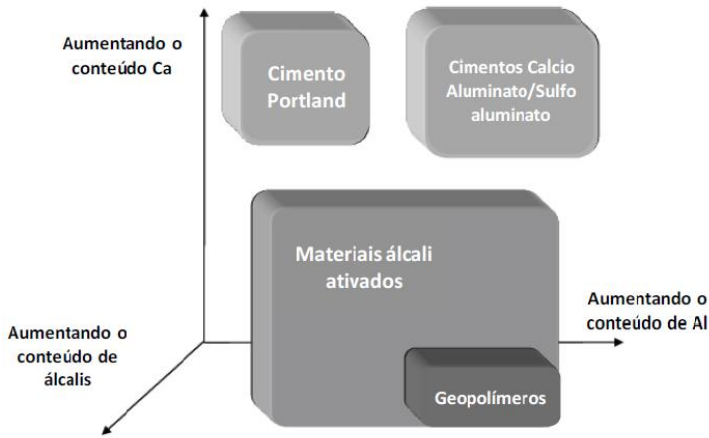 Aumentando o
conteúdo Ca
Cimento
Portland
Cimentos Calcio
Aluminato/Sulfo
aluminato
Materiais álcali
ativados
Aumentando o
conteúdo de Al
Aumentando o
conteúdo de
álcalis
Geopolímeros